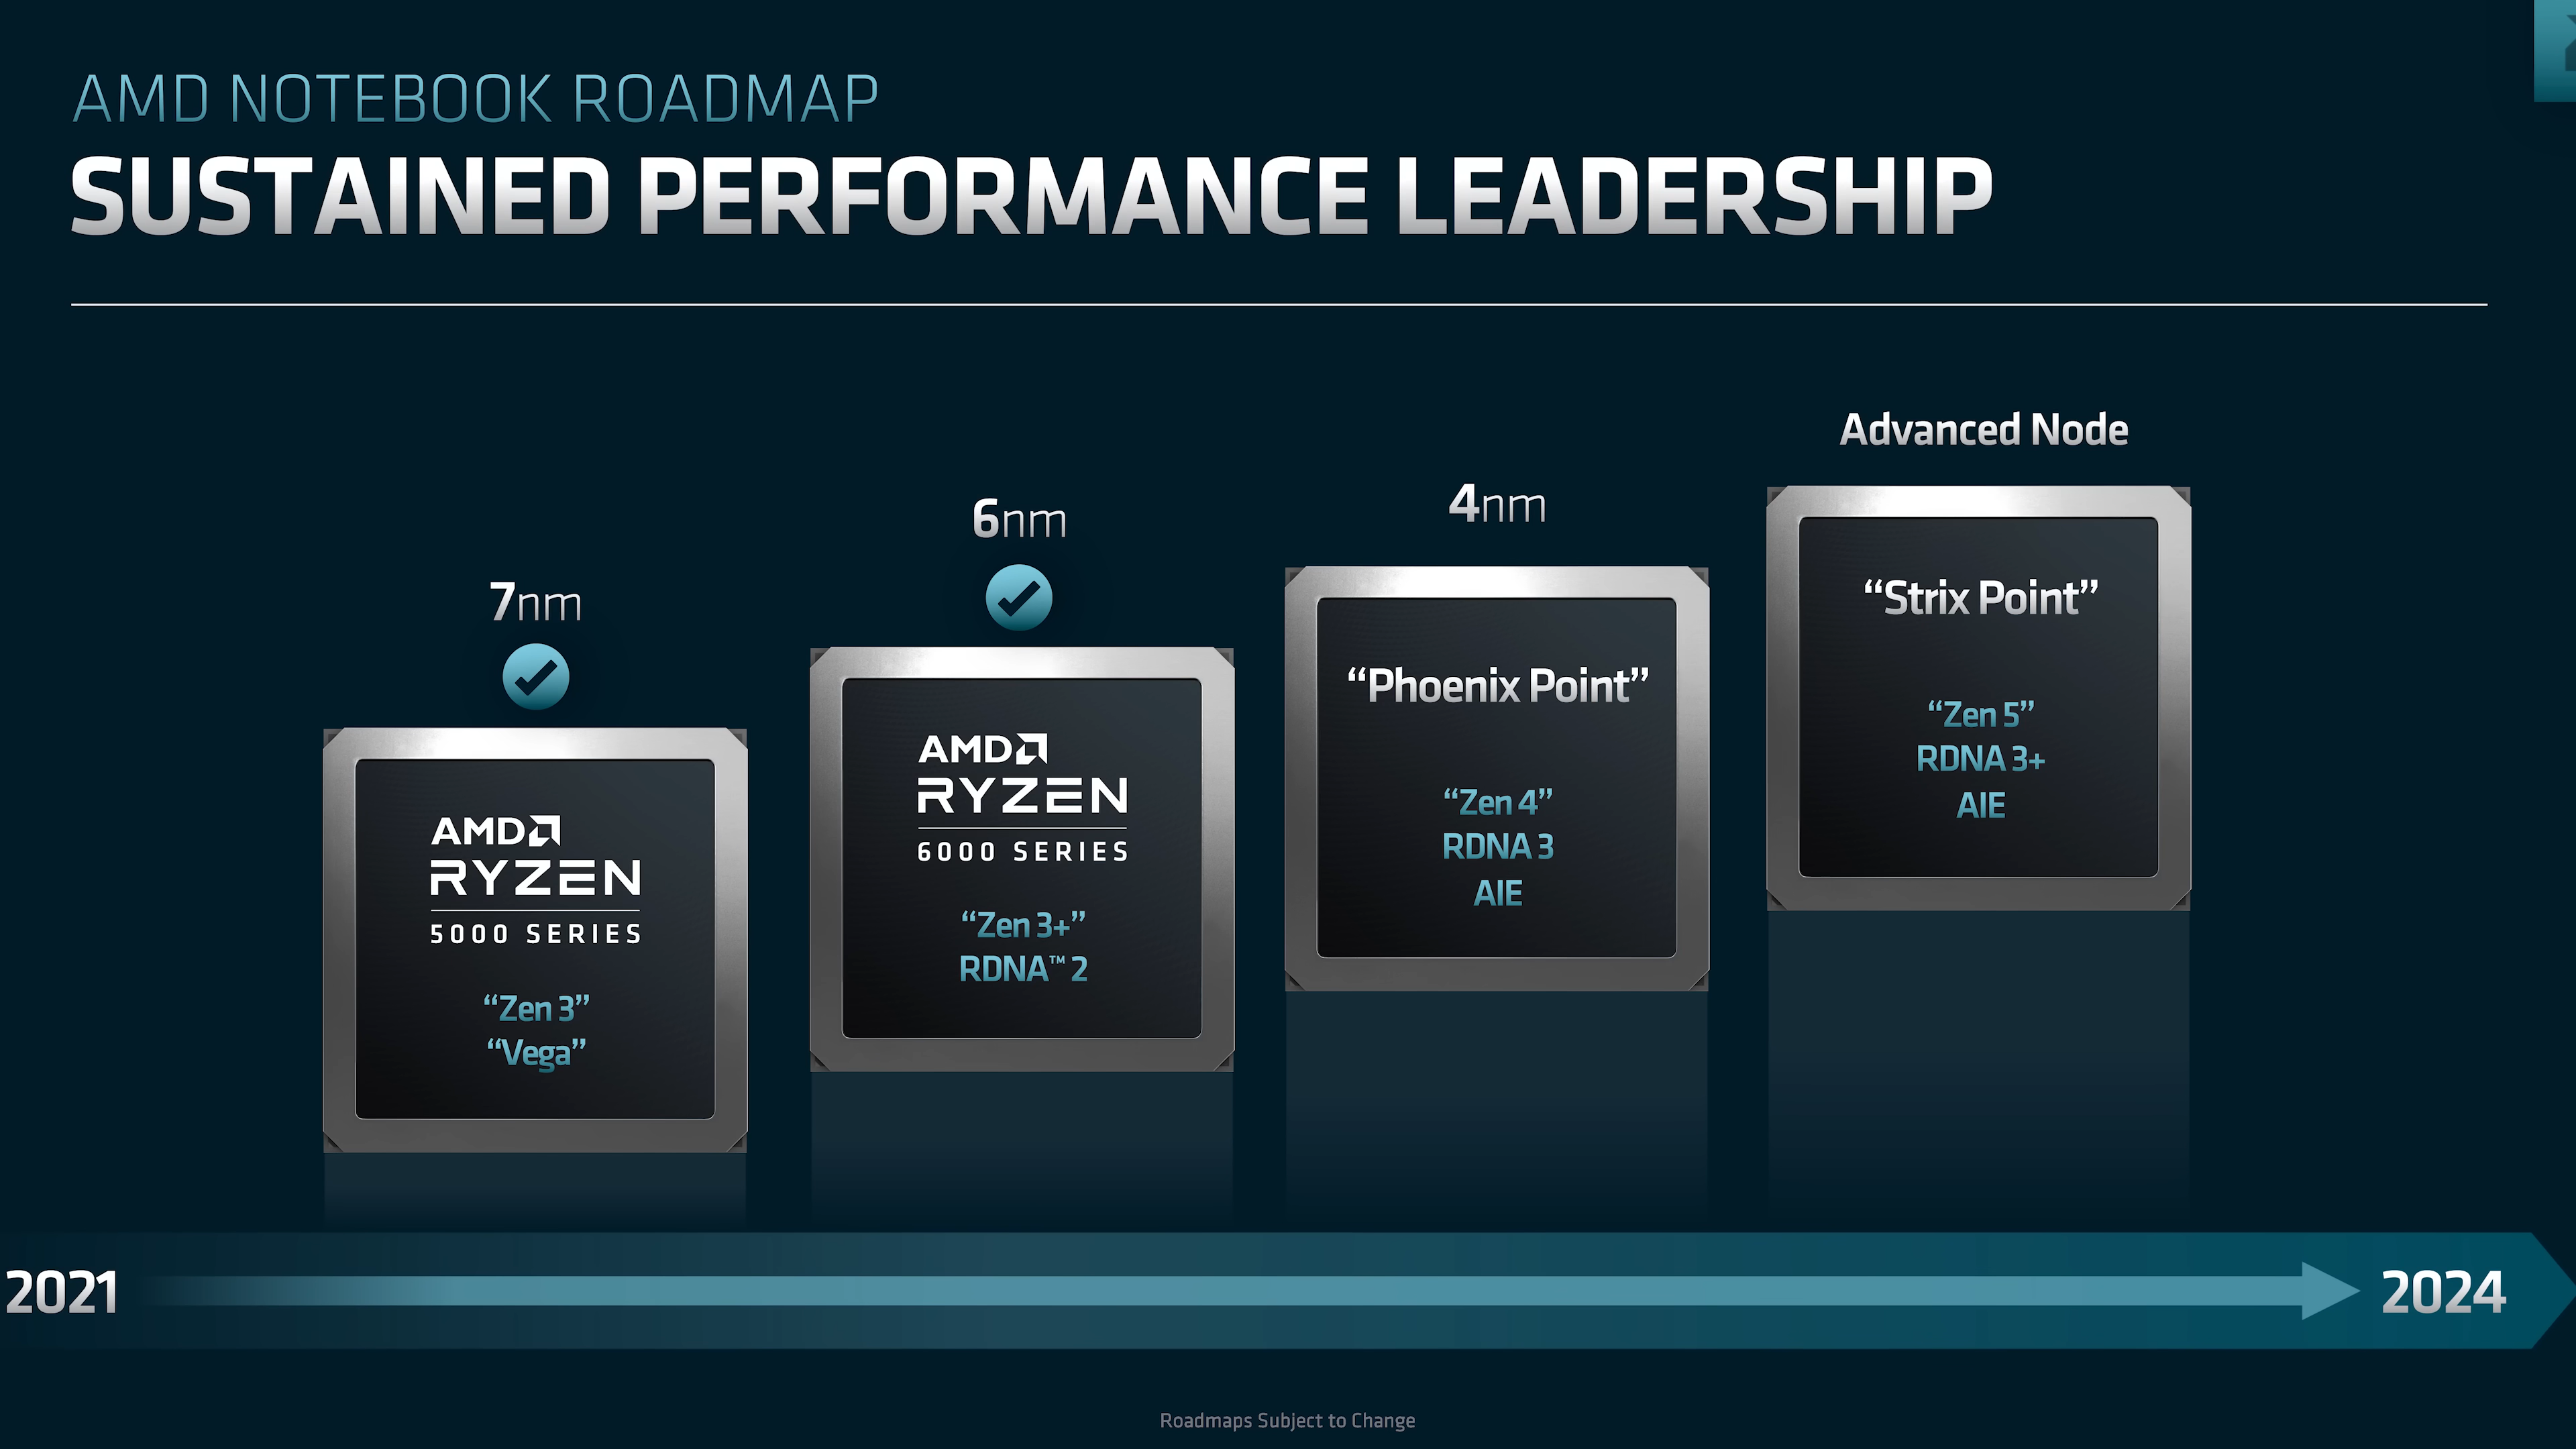 AMD NOTEBOOK ROADMAP
SUSTAINED PERFORMANCE LEADERSHIP
7nm
AMD
RYZEN
5000 SERIES
“Zen 3”
“Vega”
6nm
AMD
RYZEN
6000 SERIES
“Zen 3+”
RDNA™ 2
4nm
“Phoenix Point”
“Zen 4”
RDNA 3
AIE
Advanced Node
“Strix Point”
“Zen 5”
RDNA 3+
AIE
2021
2024
Roadmaps Subject to Change